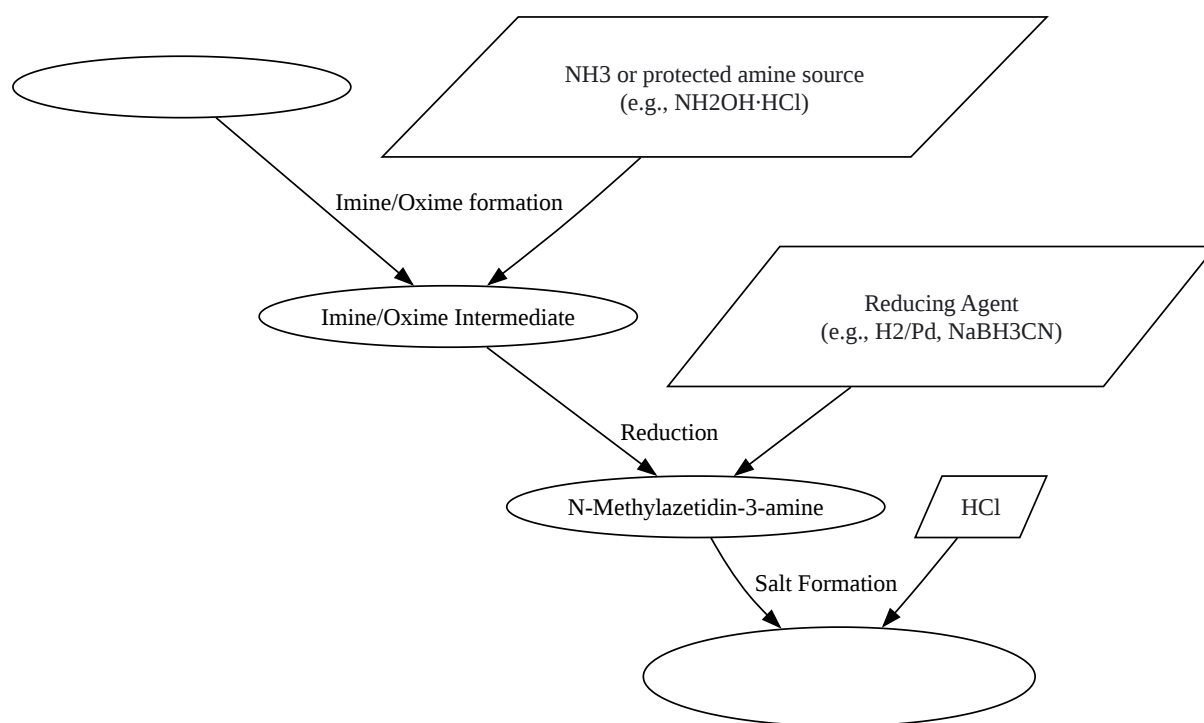 NH3 or protected amine source
(e.g., NH2OH·HCl)
Imine/Oxime formation
Imine/Oxime Intermediate
Reducing Agent
(e.g., H2/Pd, NaBH3CN)
Reduction
N-Methylazetidin-3-amine
HCl
Salt Formation